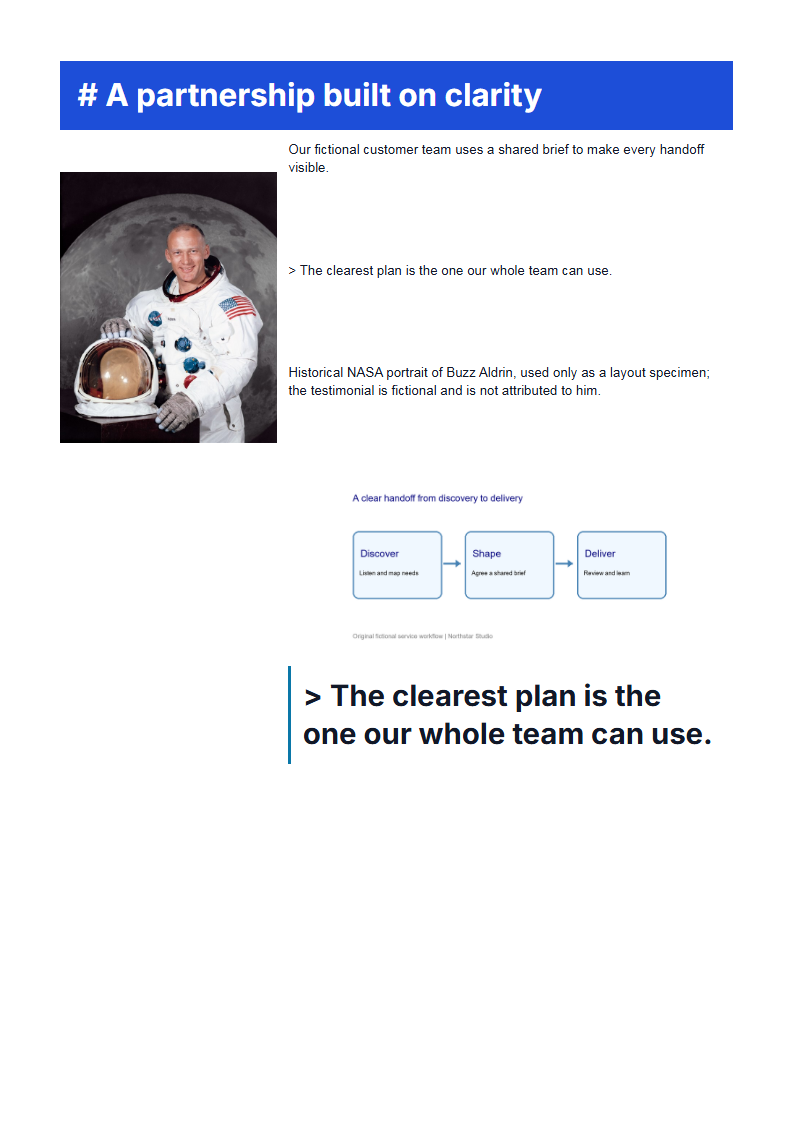 # A partnership built on clarity
Our fictional customer team uses a shared brief to make every handoff
visible.
> The clearest plan is the one our whole team can use.
Historical NASA portrait of Buzz Aldrin, used only as a layout specimen;
the testimonial is fictional and is not attributed to him.
NASA
A clear handoff from discovery to delivery
Discover
Listen and map needs
Shape
Agree a shared brief
Deliver
Review and learn
Original fictional service workflow | Northstar Studio
> The clearest plan is the
one our whole team can use.